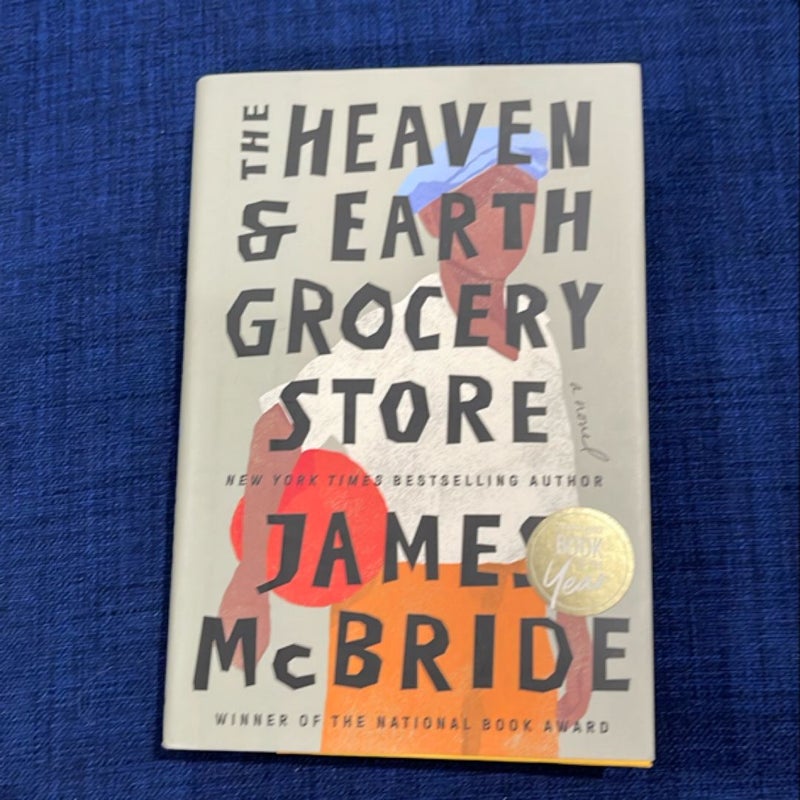 THE HEAVEN
& EARTH
GROCERY
STORE
a novel
NEW YORK TIMES BESTSELLING AUTHOR
JAMES
McBRIDE
BOOK
Year
WINNER OF THE NATIONAL BOOK AWARD